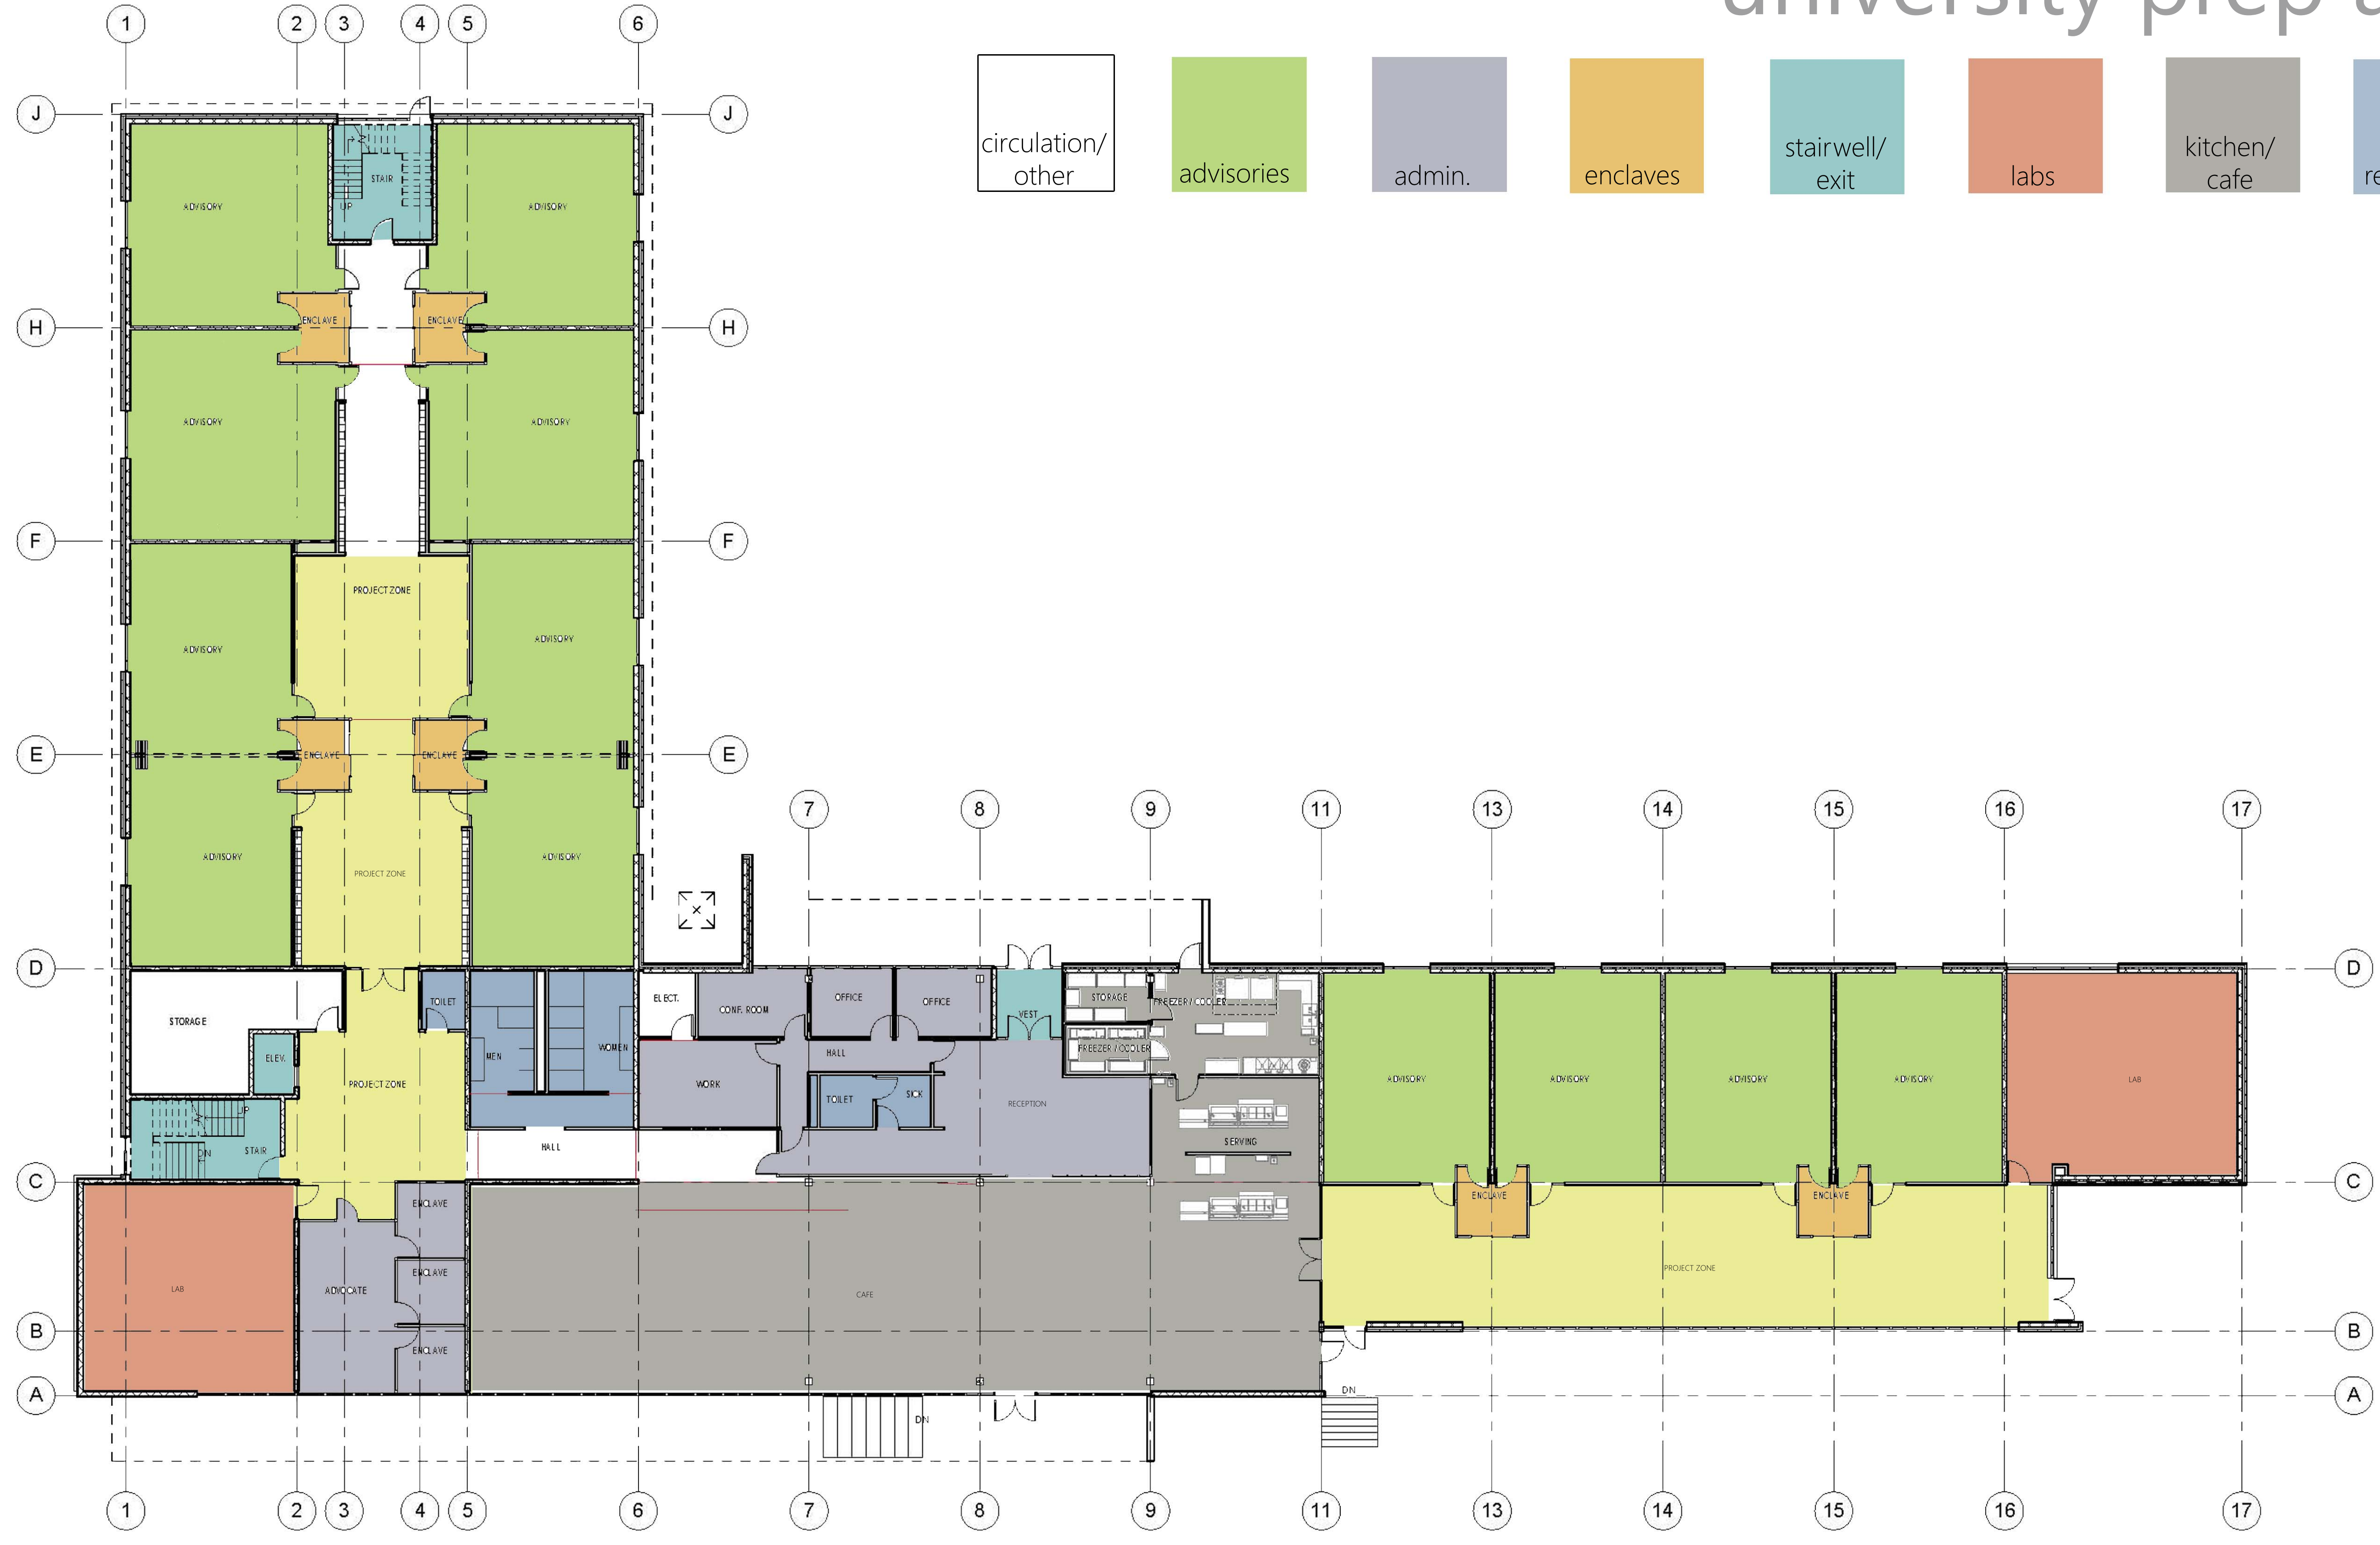 university prep a
circulation/
other
advisories
admin.
enclaves
stairwell/
exit
labs
kitchen/
cafe
re
1 2 3 4 5 6
J J
STAIR
UP
ADVISORY ADVISORY
ENCLAVE ENCLAVE
H H
ADVISORY ADVISORY
F F
PROJECT ZONE
ADVISORY ADVISORY
E ENCLAVE ENCLAVE E
7 8 9 11 13 14 15 16 17
ADVISORY ADVISORY
PROJECT ZONE
D D
STORAGE
TOILET
ELECT.
CONF. ROOM
OFFICE
OFFICE
VEST
STORAGE
FREEZER / COOLER
FREEZER / COOLER
ELEV.
PROJECT ZONE
MEN
WOMEN
HALL
WORK
TOILET
SICK
RECEPTION
ADVISORY ADVISORY ADVISORY ADVISORY
LAB
UP
DN
STAIR
HALL
SERVING
C C
ENCLAVE
ENCLAVE ENCLAVE
PROJECT ZONE
ENCLAVE
LAB
ADVOCATE
CAFE
B B
ENCLAVE
A A
DN
DN
1 2 3 4 5 6 7 8 9 11 13 14 15 16 17